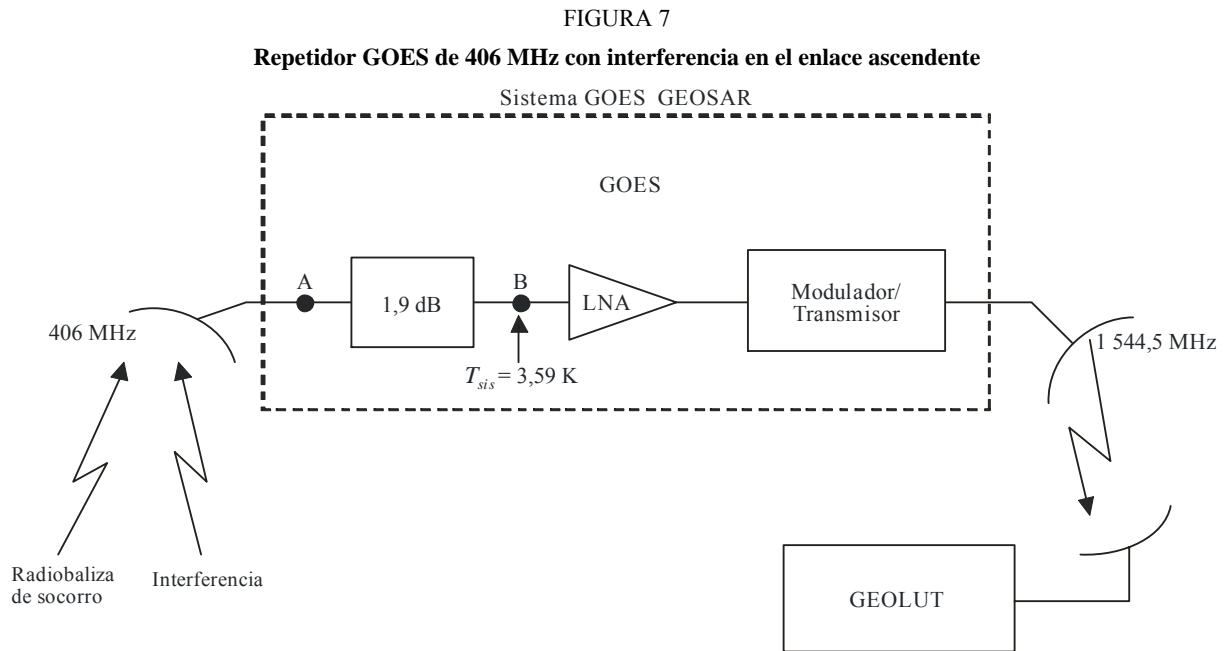 FIGURA 7
Repetidor GOES de 406 MHz con interferencia en el enlace ascendente
Sistema GOES GEOSAR
GOES
A
B
1,9 dB
LNA
Modulador/
Transmisor
406 MHz
1 544,5 MHz
Tsis = 3,59 K
Radiobaliza
de socorro
Interferencia
GEOLUT